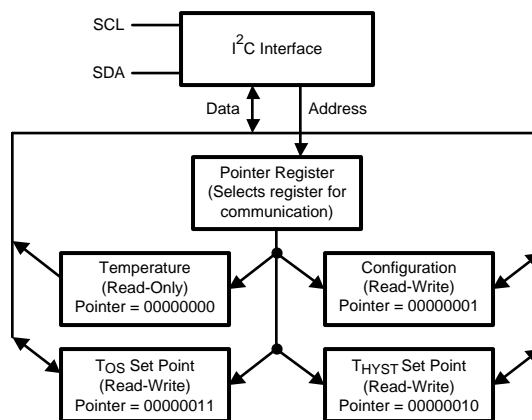 SCL
SDA
I²C Interface
Data
Address
Pointer Register
(Selects register for
communication)
Temperature
(Read-Only)
Pointer = 00000000
Configuration
(Read-Write)
Pointer = 00000001
TOS Set Point
(Read-Write)
Pointer = 00000011
THYST Set Point
(Read-Write)
Pointer = 00000010